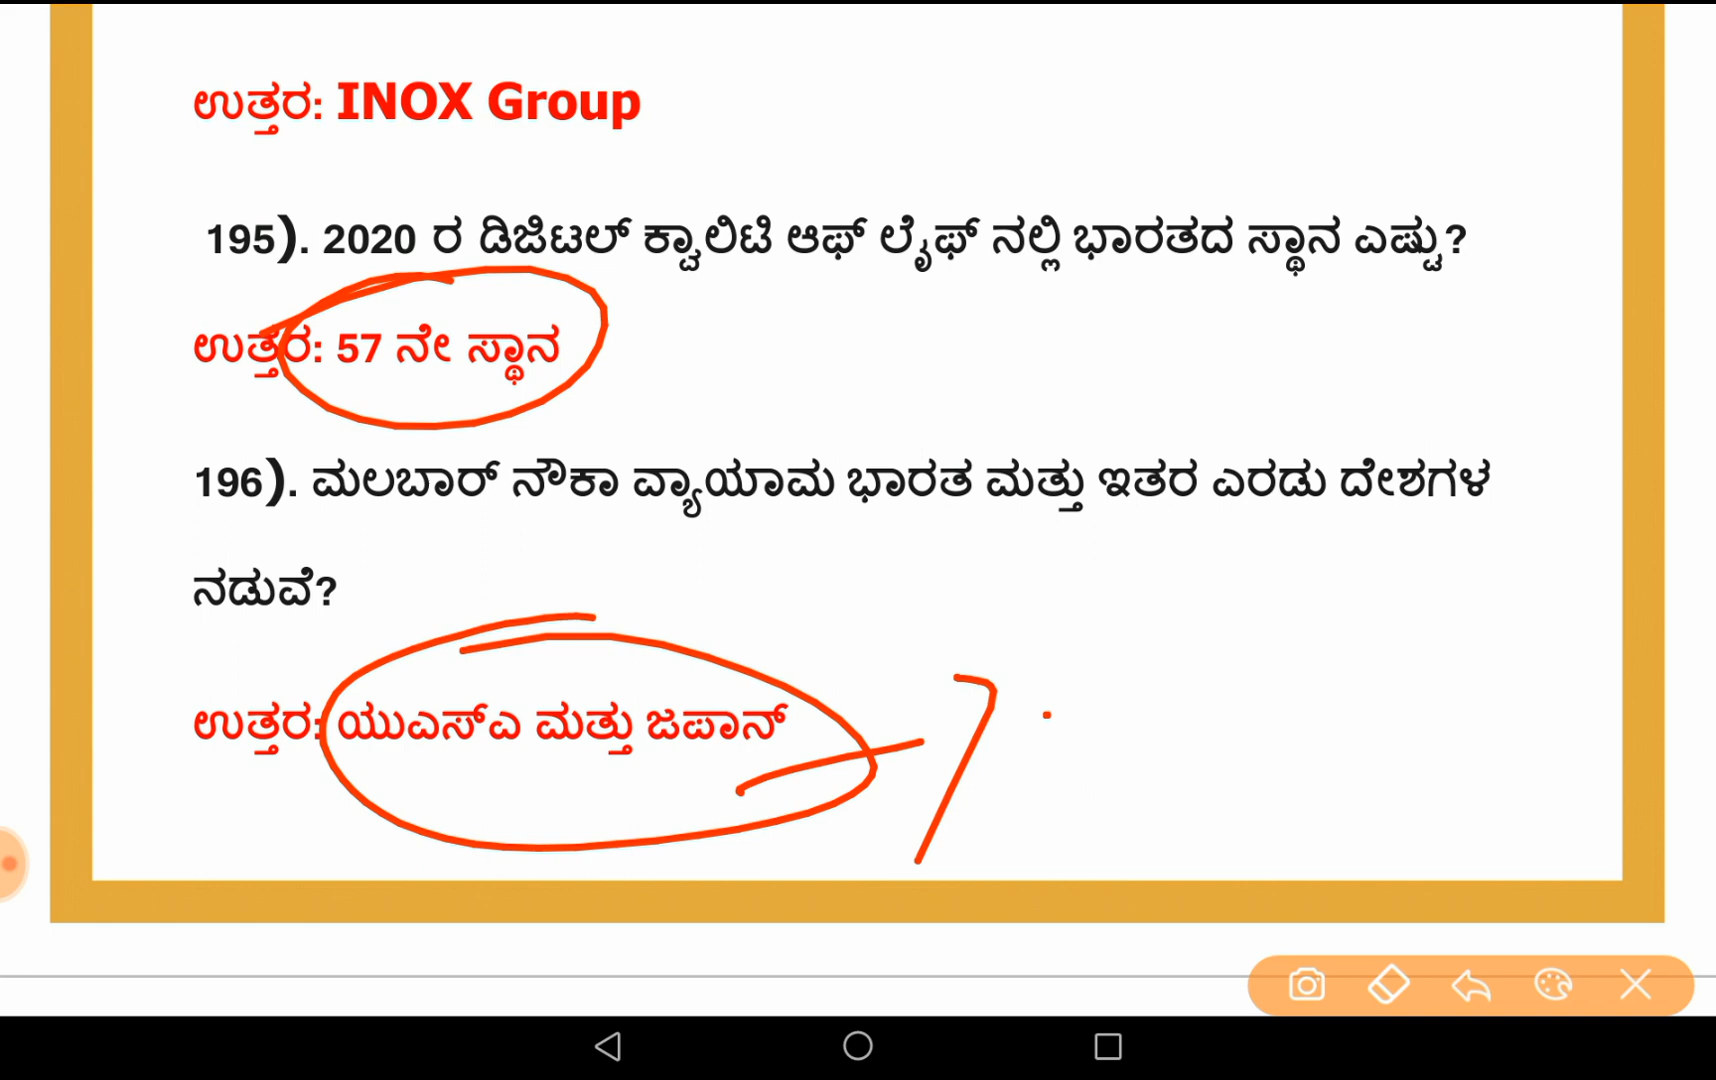 ಉತ್ತರ: INOX Group
195). 2020 ರ ಡಿಜಿಟಲ್ ಕ್ವಾಲಿಟಿ ಆಫ್ ಲೈಫ್ ನಲ್ಲಿ ಭಾರತದ ಸ್ಥಾನ ಎಷ್ಟು?
ಉತ್ತರ: 57 ನೇ ಸ್ಥಾನ
196). ಮಲಬಾರ್ ನೌಕಾ ವ್ಯಾಯಾಮ ಭಾರತ ಮತ್ತು ಇತರ ಎರಡು ದೇಶಗಳ
ನಡುವೆ?
ಉತ್ತರ: ಯುಎಸ್ಎ ಮತ್ತು ಜಪಾನ್